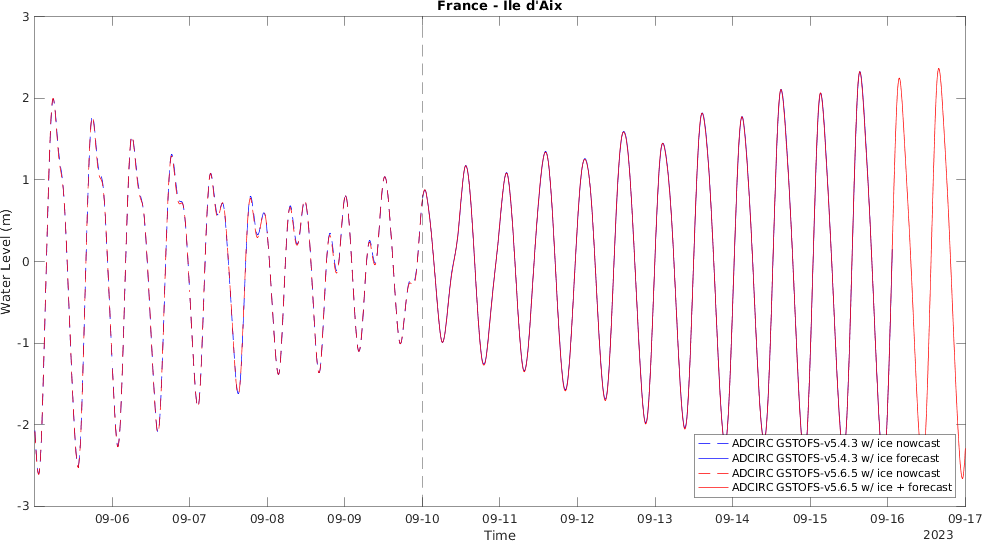 France - Ile d'Aix
3
2
1
0
-1
-2
-3
Water Level (m)
ADCIRC GSTOFS-v5.4.3 w/ ice nowcast
ADCIRC GSTOFS-v5.4.3 w/ ice forecast
ADCIRC GSTOFS-v5.6.5 w/ ice nowcast
ADCIRC GSTOFS-v5.6.5 w/ ice + forecast
09-06 09-07 09-08 09-09 09-10 09-11 09-12 09-13 09-14 09-15 09-16 09-17
Time
2023